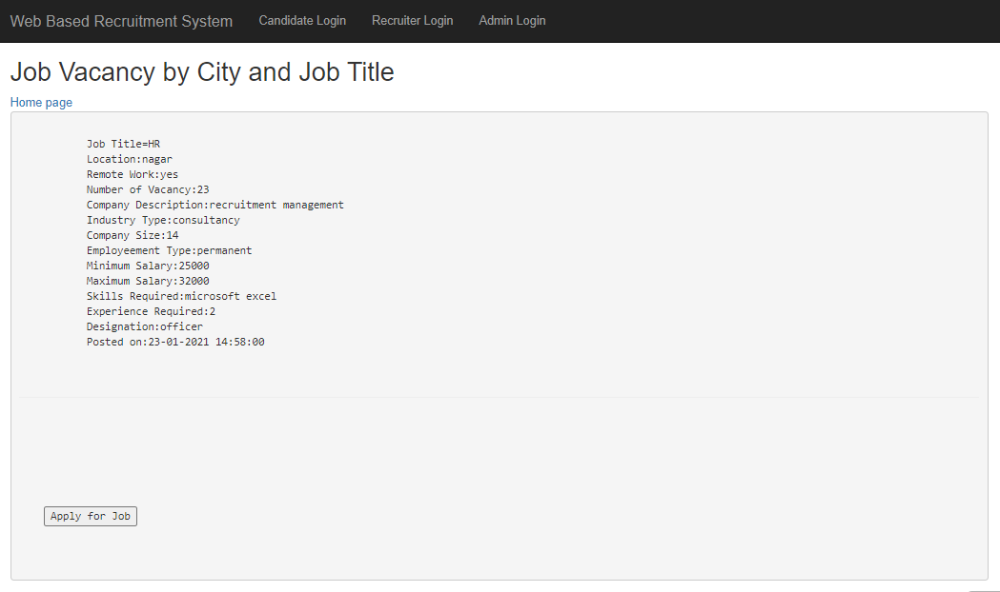 Web Based Recruitment System Candidate Login Recruiter Login Admin Login
Job Vacancy by City and Job Title
Home page
Job Title=HR
Location:nagar
Remote Work:yes
Number of Vacancy:23
Company Description:recruitment management
Industry Type:consultancy
Company Size:14
Employeement Type:permanent
Minimum Salary:25000
Maximum Salary:32000
Skills Required:microsoft excel
Experience Required:2
Designation:officer
Posted on:23-01-2021 14:58:00
Apply for Job